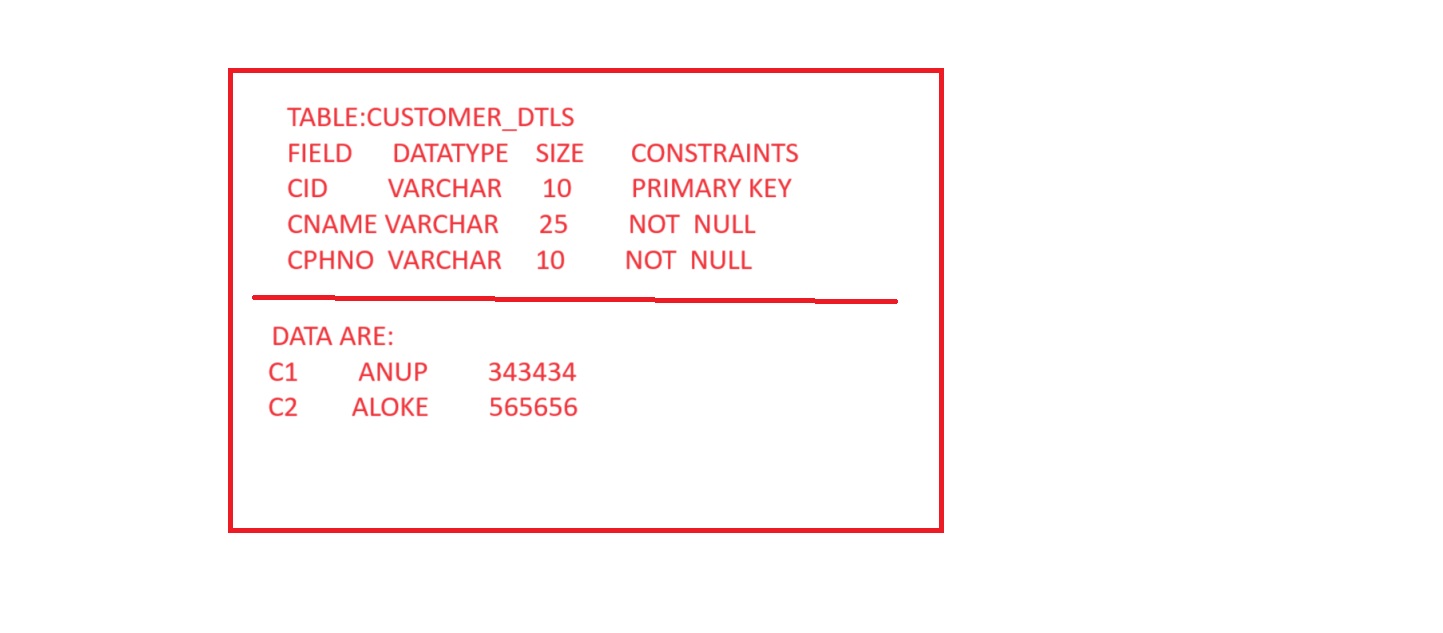 TABLE:CUSTOMER_DTLS
FIELD DATATYPE SIZE CONSTRAINTS
CID VARCHAR 10 PRIMARY KEY
CNAME VARCHAR 25 NOT NULL
CPHNO VARCHAR 10 NOT NULL
DATA ARE:
C1 ANUP 343434
C2 ALOKE 565656